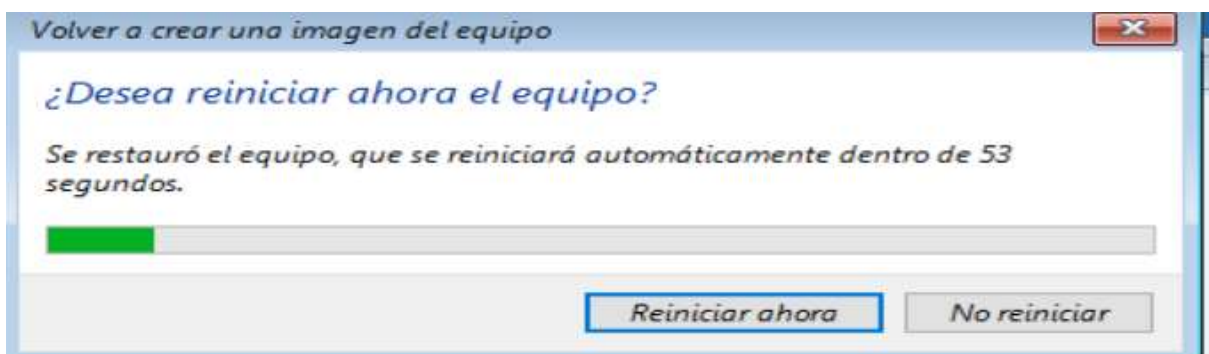 Volver a crear una imagen del equipo
¿Desea reiniciar ahora el equipo?
Se restauró el equipo, que se reiniciará automáticamente dentro de 53
segundos.
Reiniciar ahora
No reiniciar